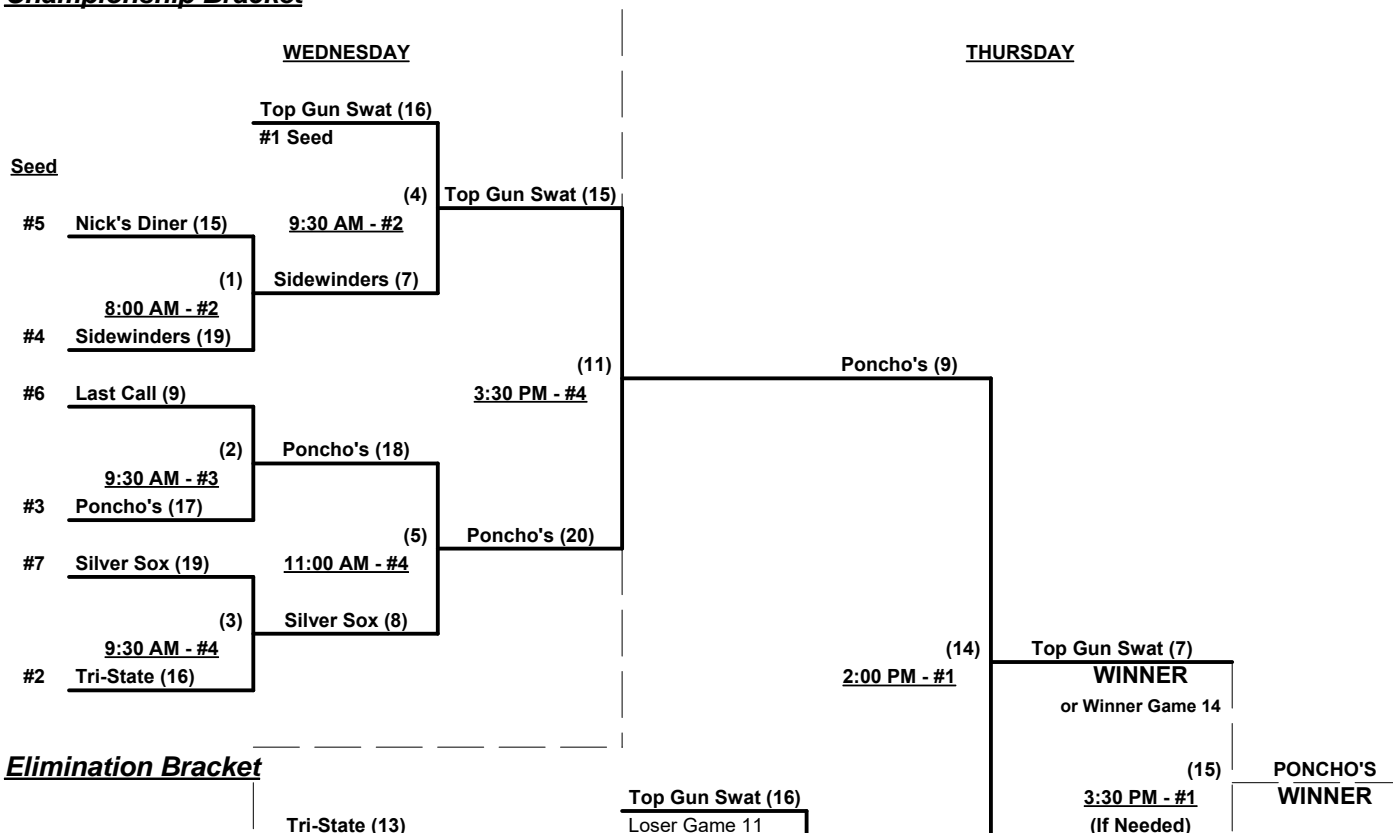 Championship Bracket
WEDNESDAY
THURSDAY
Top Gun Swat (16)
#1 Seed
Seed
(4) Top Gun Swat (15)
#5 Nick's Diner (15) 9:30 AM - #2
(1) Sidewinders (7)
8:00 AM - #2
#4 Sidewinders (19)
(11) Poncho's (9)
#6 Last Call (9) 3:30 PM - #4
(2) Poncho's (18)
9:30 AM - #3
#3 Poncho's (17)
(5) Poncho's (20)
#7 Silver Sox (19) 11:00 AM - #4
(3) Silver Sox (8)
9:30 AM - #4 (14) Top Gun Swat (7)
#2 Tri-State (16) 2:00 PM - #1 WINNER
or Winner Game 14
Elimination Bracket (15) PONCHO'S
Top Gun Swat (16) 3:30 PM - #1 WINNER
Tri-State (13) Loser Game 11 (If Needed)